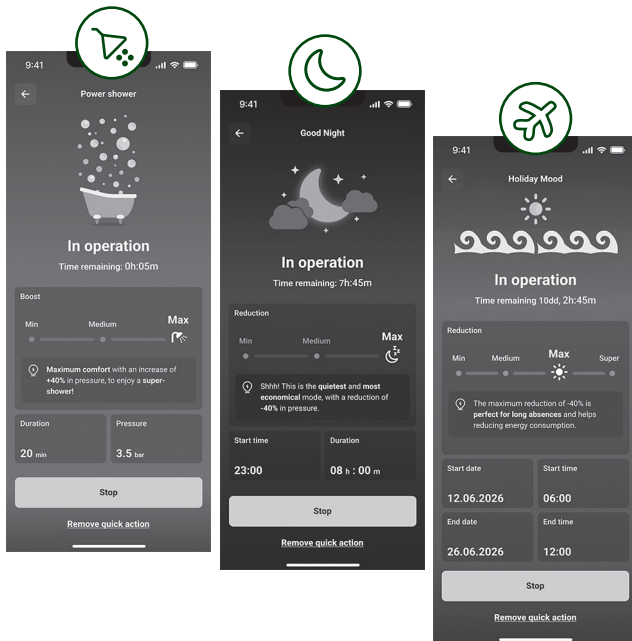 9:41
Power shower
In operation
Time remaining: 0h:05m
Boost
Min
Medium
Max
Maximum comfort with an increase of
+40% in pressure, to enjoy a super-
shower!
Duration
Pressure
20 min
3.5 bar
Stop
Remove quick action
9:41
Good Night
In operation
Time remaining: 7h:45m
Reduction
Min
Medium
Max
z z z
Shhh! This is the quietest and most
economical mode, with a reduction of
-40% in pressure.
Start time
Duration
23:00
08 h : 00 m
Stop
Remove quick action
9:41
Holiday Mood
In operation
Time remaining 10dd, 2h:45m
Reduction
Min
Medium
Max
Super
The maximum reduction of -40% is
perfect for long absences and helps
reducing energy consumption.
Start date
Start time
12.06.2026
06:00
End date
End time
26.06.2026
12:00
Stop
Remove quick action